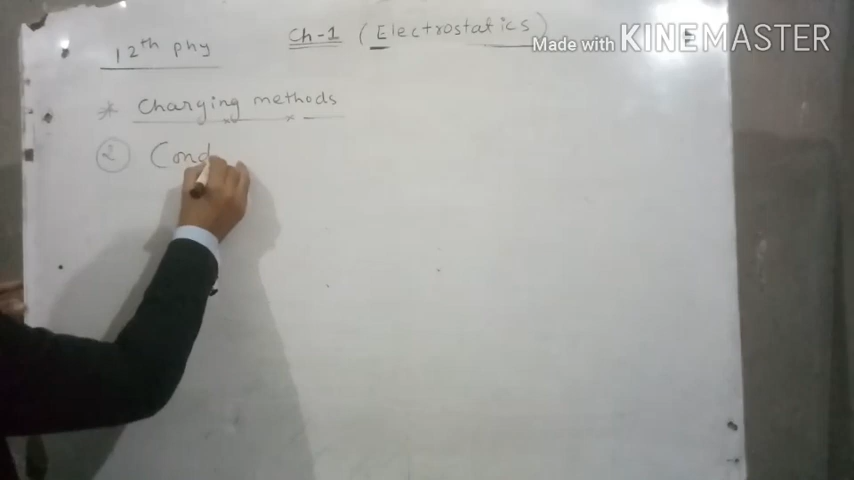 12th phy Ch-1 (Electrostatics)
Made with KINEMASTER
* Charging methods
② Cond